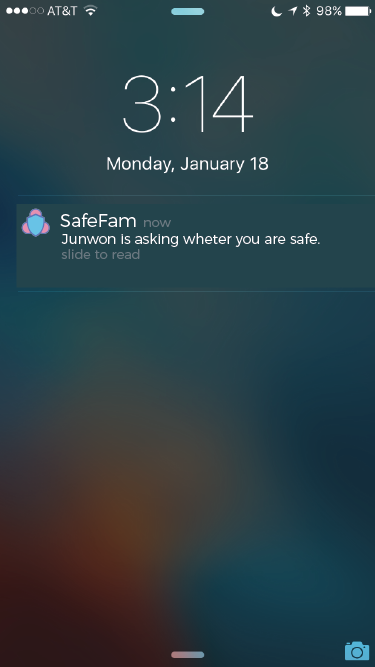 AT&T 98%
3:14
Monday, January 18
SafeFam now
Junwon is asking wheter you are safe.
slide to read